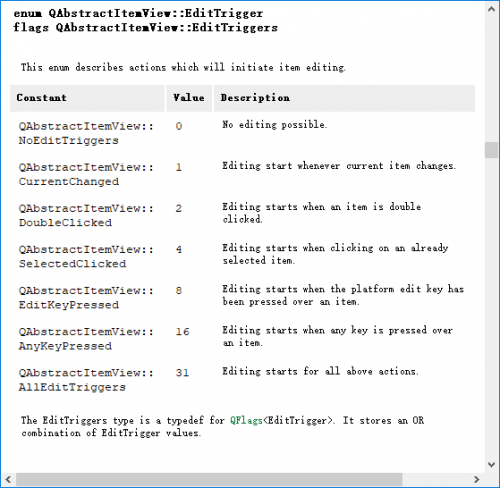 enum QAbstractItemView::EditTrigger
flags QAbstractItemView::EditTriggers
This enum describes actions which will initiate item editing.
Constant Value Description
QAbstractItemView:: 0 No editing possible.
NoEditTriggers
QAbstractItemView:: 1 Editing start whenever current item changes.
CurrentChanged
QAbstractItemView:: 2 Editing starts when an item is double
DoubleClicked clicked.
QAbstractItemView:: 4 Editing starts when clicking on an already
SelectedClicked selected item.
QAbstractItemView:: 8 Editing starts when the platform edit key has
EditKeyPressed been pressed over an item.
QAbstractItemView:: 16 Editing starts when any key is pressed over
AnyKeyPressed an item.
QAbstractItemView:: 31 Editing starts for all above actions.
AllEditTriggers
The EditTriggers type is a typedef for QFlags<EditTrigger>. It stores an OR
combination of EditTrigger values.